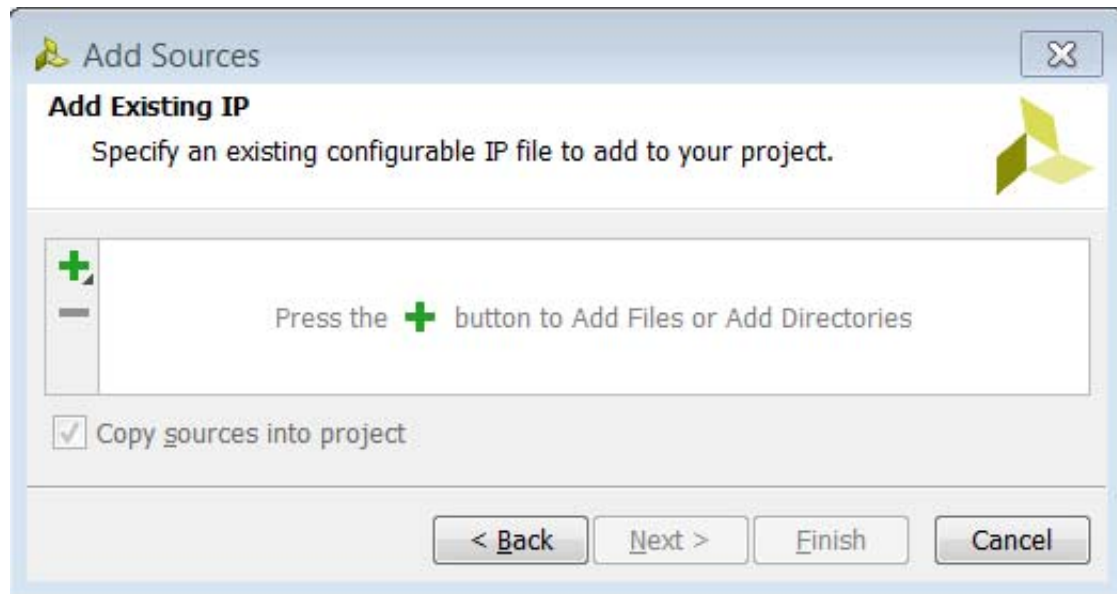 Add Sources
Add Existing IP
Specify an existing configurable IP file to add to your project.
Press the + button to Add Files or Add Directories
Copy sources into project
< Back
Next >
Finish
Cancel